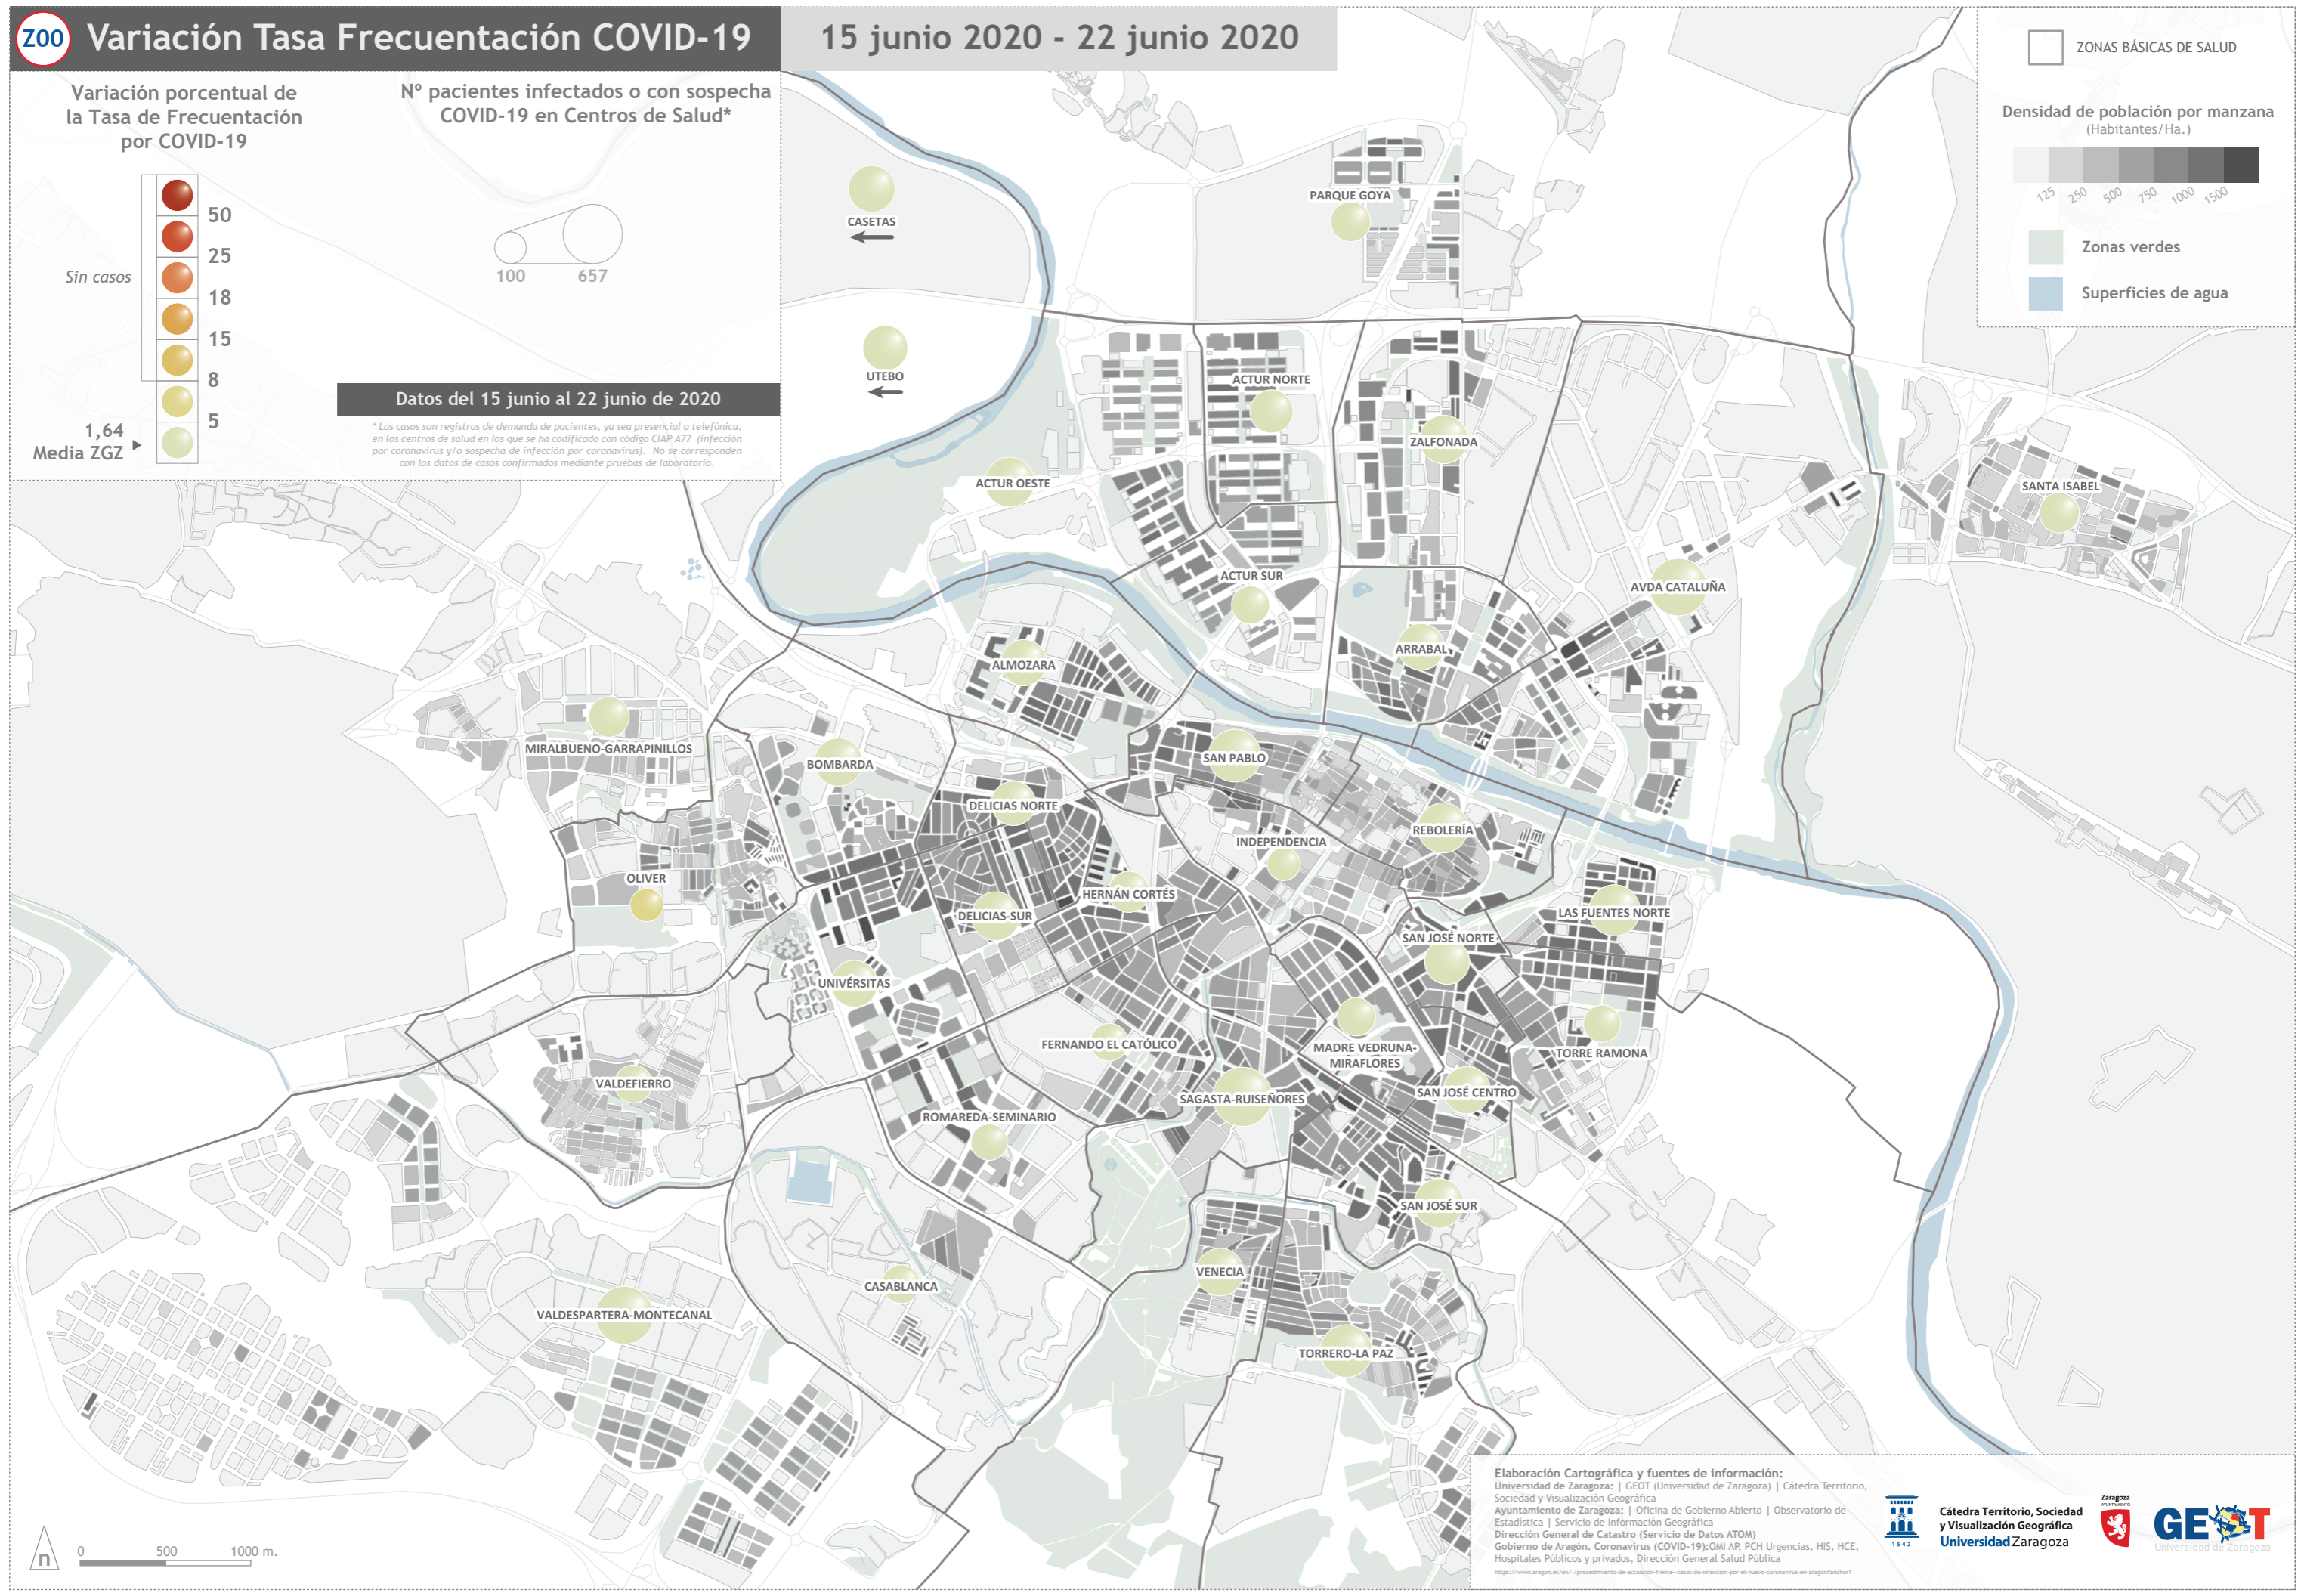 ZOO Variación Tasa Frecuentación COVID-19
15 junio 2020 - 22 junio 2020
Variación porcentual de
la Tasa de Frecuentación
por COVID-19
50
25
Sin casos
18
15
8
5
1,64
Media ZGZ
Nº pacientes infectados o con sospecha
COVID-19 en Centros de Salud*
100 657
Datos del 15 junio al 22 junio de 2020
* Los casos son registros de demanda de pacientes, ya sea presencial o telefónica,
en los centros de salud en los que se ha codificado con código CIAP A77 (infección
por coronavirus y/o sospecha de infección por coronavirus). No se corresponden
con los datos de casos confirmados mediante pruebas de laboratorio.
ZONAS BÁSICAS DE SALUD
Densidad de población por manzana
(Habitantes/Ha.)
125 250 500 750 1000 1500
Zonas verdes
Superficies de agua
CASETAS
PARQUE GOYA
UTEBO
ACTUR NORTE
ZALFONADA
ACTUR OESTE
SANTA ISABEL
ACTUR SUR
AVDA CATALUÑA
ARRABAL
ALMOZARA
MIRALBUENO-GARRAPINILLOS
BOMBARDA
SAN PABLO
DELICIAS NORTE
REBOLERÍA
INDEPENDENCIA
OLIVER
HERNÁN CORTÉS
DELICIAS-SUR
LAS FUENTES NORTE
SAN JOSÉ NORTE
UNIVÉRSITAS
FERNANDO EL CATÓLICO
MADRE VEDRUNA-
MIRAFLORES
TORRE RAMONA
VALDEFIERRO
SAN JOSÉ CENTRO
SAGASTA-RUISEÑORES
ROMAREDA-SEMINARIO
SAN JOSÉ SUR
VENECIA
CASABLANCA
VALDESPARTERA-MONTECANAL
TORRERO-LA PAZ
n
0 500 1000 m.
Elaboración Cartográfica y fuentes de información:
Universidad de Zaragoza: | GEOT (Universidad de Zaragoza) | Cátedra Territorio,
Sociedad y Visualización Geográfica
Ayuntamiento de Zaragoza: | Oficina de Gobierno Abierto | Observatorio de
Estadística | Servicio de Información Geográfica
Dirección General de Catastro (Servicio de Datos ATOM)
Gobierno de Aragón. Coronavirus (COVID-19):OMI AP, PCH Urgencias, HIS, HCE,
Hospitales Públicos y privados, Dirección General Salud Pública
1542
Cátedra Territorio, Sociedad
y Visualización Geográfica
Universidad Zaragoza
Zaragoza
AYUNTAMIENTO
GEOT
Universidad de Zaragoza